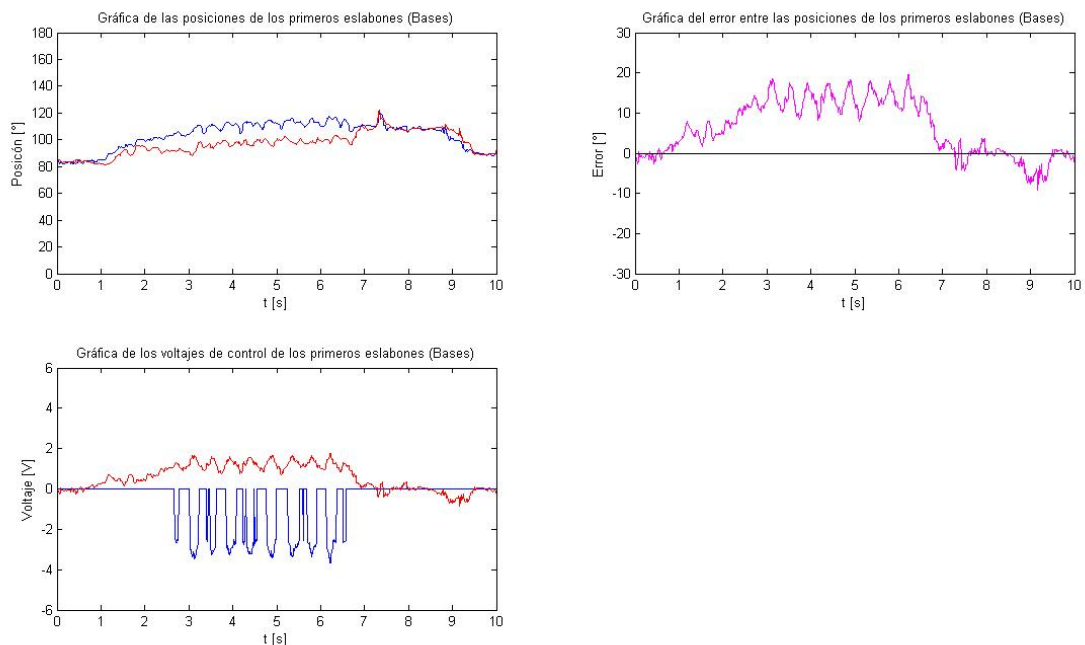 Gráfica de las posiciones de los primeros eslabones (Bases)
180
160
140
120
100
80
60
40
20
0
Posicón [°]
0 1 2 3 4 5 6 7 8 9 10
t [s]
Gráfica del error entre las posiciones de los primeros eslabones (Bases)
30
20
10
0
-10
-20
-30
Error [°]
0 1 2 3 4 5 6 7 8 9 10
t [s]
Gráfica de los voltajes de control de los primeros eslabones (Bases)
6
4
2
0
-2
-4
-6
Voltaje [V]
0 1 2 3 4 5 6 7 8 9 10
t [s]